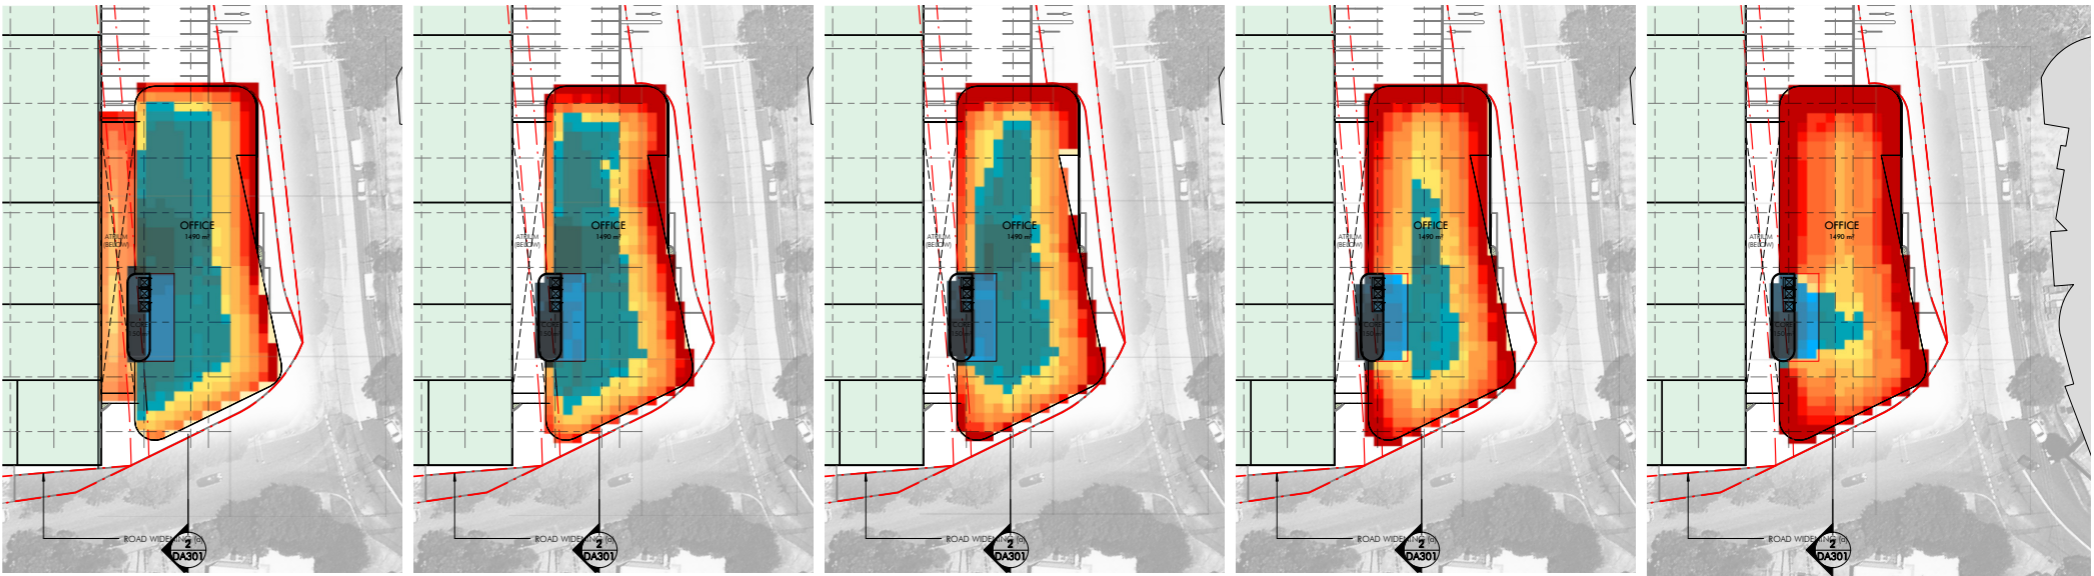 OFFICE
1490 m²
ATRIUM
(BELOW)
ROAD WIDENING (a)
2
DA301
OFFICE
1490 m²
ATRIUM
(BELOW)
ROAD WIDENING (a)
2
DA301
OFFICE
1490 m²
ATRIUM
(BELOW)
ROAD WIDENING (a)
2
DA301
OFFICE
1490 m²
ATRIUM
(BELOW)
ROAD WIDENING (a)
2
DA301
OFFICE
1490 m²
ATRIUM
(BELOW)
ROAD WIDENING (a)
2
DA301